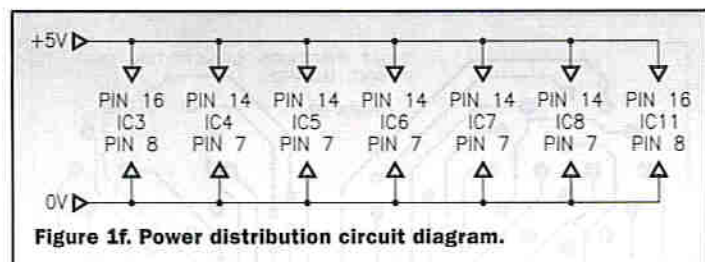 +5V
PIN 16 PIN 14 PIN 14 PIN 14 PIN 14 PIN 14 PIN 16
IC3 IC4 IC5 IC6 IC7 IC8 IC11
PIN 8 PIN 7 PIN 7 PIN 7 PIN 7 PIN 7 PIN 8
0V
Figure 1f. Power distribution circuit diagram.